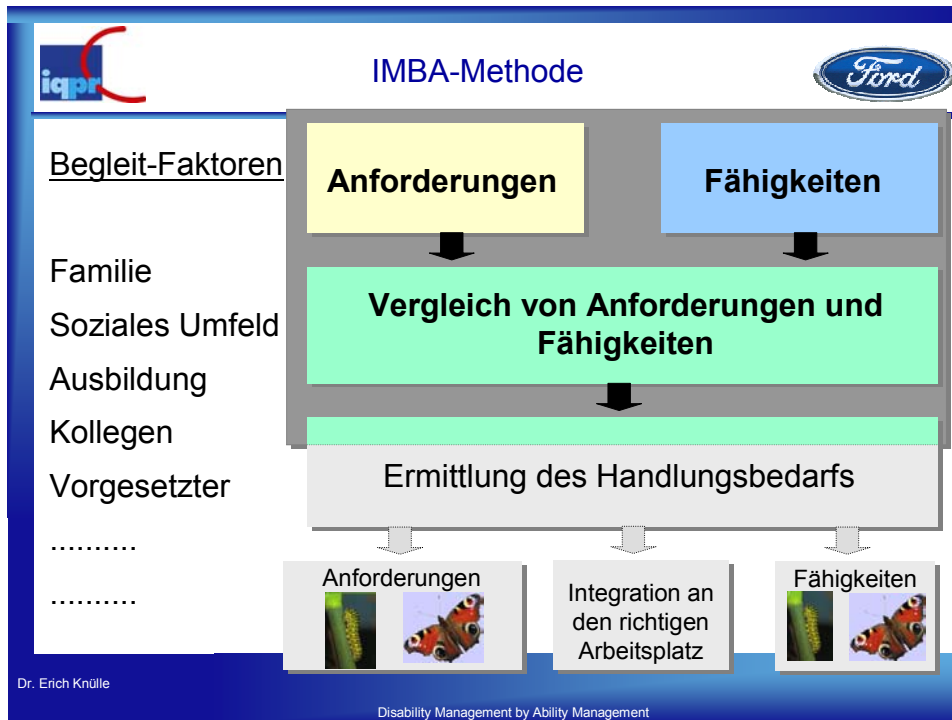 iqpr
IMBA-Methode
Ford
Begleit-Faktoren
Familie
Soziales Umfeld
Ausbildung
Kollegen
Vorgesetzter
..........
..........
Anforderungen
Fähigkeiten
Vergleich von Anforderungen und
Fähigkeiten
Ermittlung des Handlungsbedarfs
Anforderungen
Integration an
den richtigen
Arbeitsplatz
Fähigkeiten
Dr. Erich Knülle
Disability Management by Ability Management